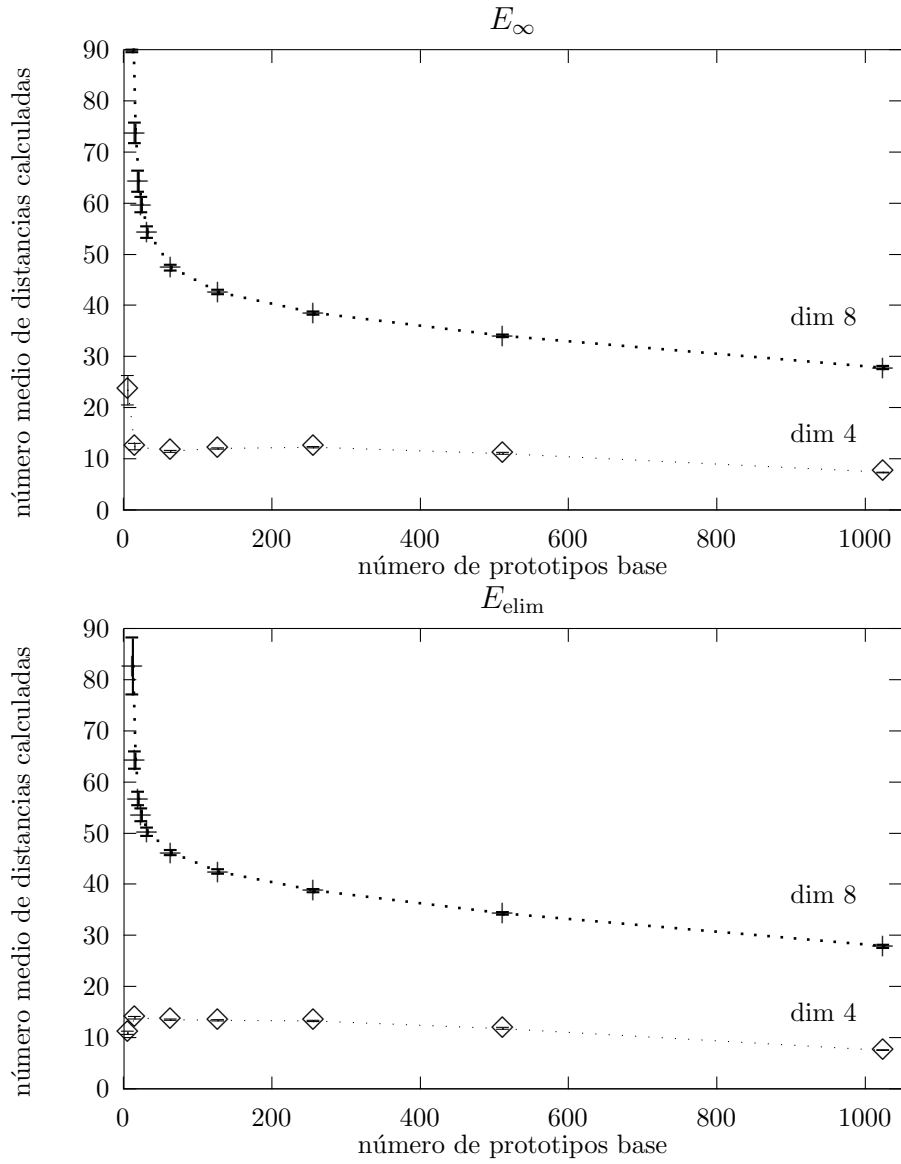 E∞
número medio de distancias calculadas
90
80
70
60
50
40
30
20
10
0
dim 8
dim 4
0 200 400 600 800 1000
número de prototipos base
E_elim
número medio de distancias calculadas
90
80
70
60
50
40
30
20
10
0
dim 8
dim 4
0 200 400 600 800 1000
número de prototipos base